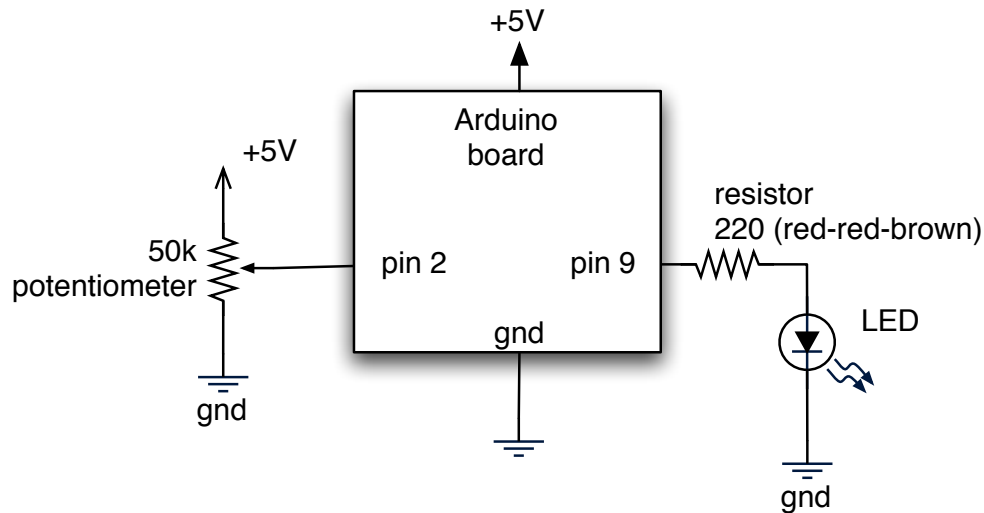 +5V
Arduino
board
+5V
50k
potentiometer
pin 2
pin 9
gnd
resistor
220 (red-red-brown)
LED
gnd
gnd